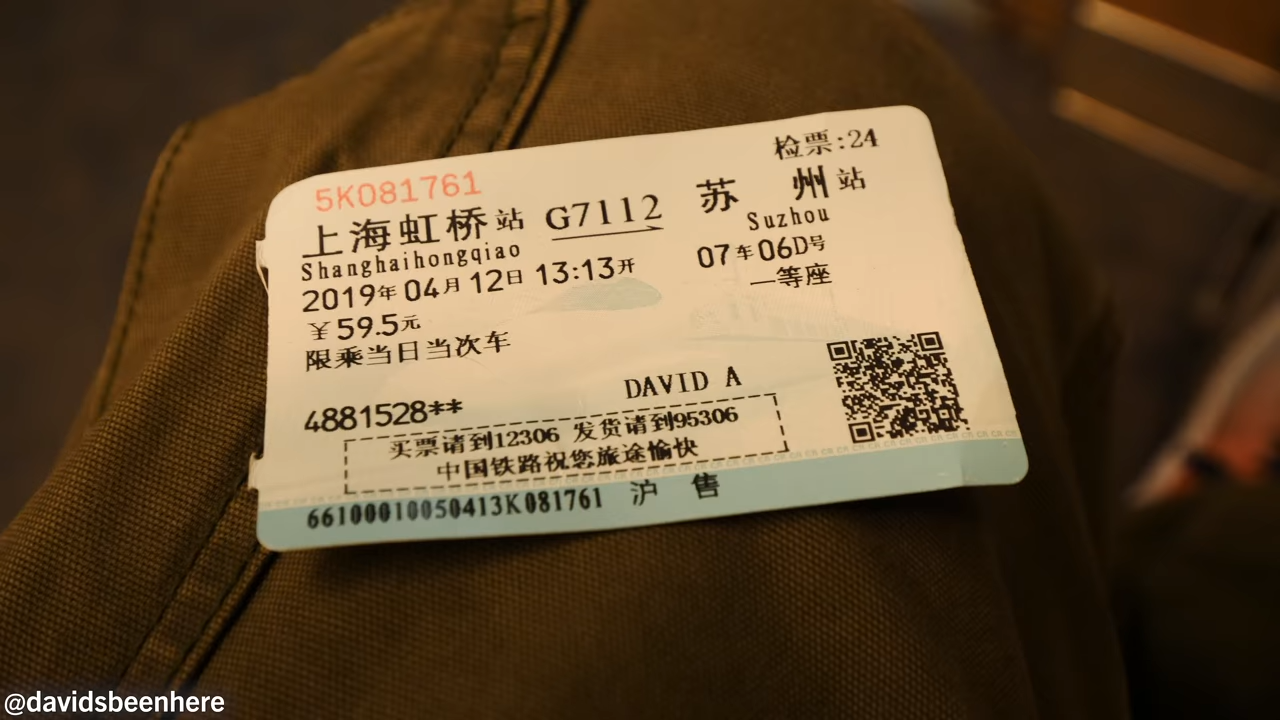 检票:24
5K081761
上海虹桥站 G7112 苏州站
Shanghaihongqiao Suzhou
2019年04月12日 13:13开 07车06D号
￥59.5元 一等座
限乘当日当次车
DAVID A
4881528**
买票请到12306 发货请到95306
中国铁路祝您旅途愉快
66100010050413K081761 沪售
@davidsbeenhere